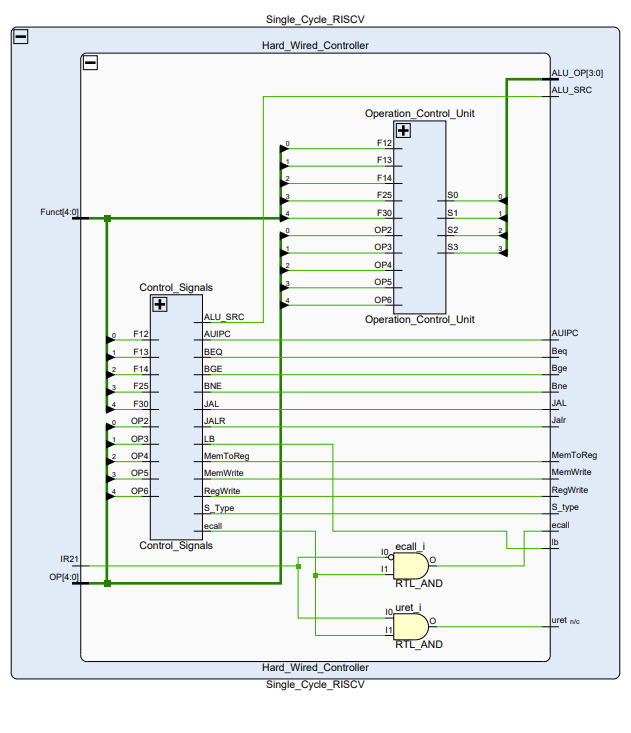 Single_Cycle_RISCV
Hard_Wired_Controller
ALU_OP[3:0]
ALU_SRC
Operation_Control_Unit
0 F12
1 F13
2 F14
3 F25 S0 0
Funct[4:0] 4 F30 S1 1
0 OP2 S2 2
1 OP3 S3 3
2 OP4
3 OP5
4 OP6
Operation_Control_Unit
Control_Signals
ALU_SRC
0 F12 AUIPC AUIPC
1 F13 BEQ Beq
2 F14 BGE Bge
3 F25 BNE Bne
4 F30 JAL JAL
0 OP2 JALR Jalr
1 OP3 LB
2 OP4 MemToReg MemToReg
3 OP5 MemWrite MemWrite
4 OP6 RegWrite RegWrite
S_Type S_type
ecall ecall
Control_Signals lb
ecall_i
IR21 I0 O
OP[4:0] I1
RTL_AND
uret_i
I0 O uret n/c
I1
RTL_AND
Hard_Wired_Controller
Single_Cycle_RISCV